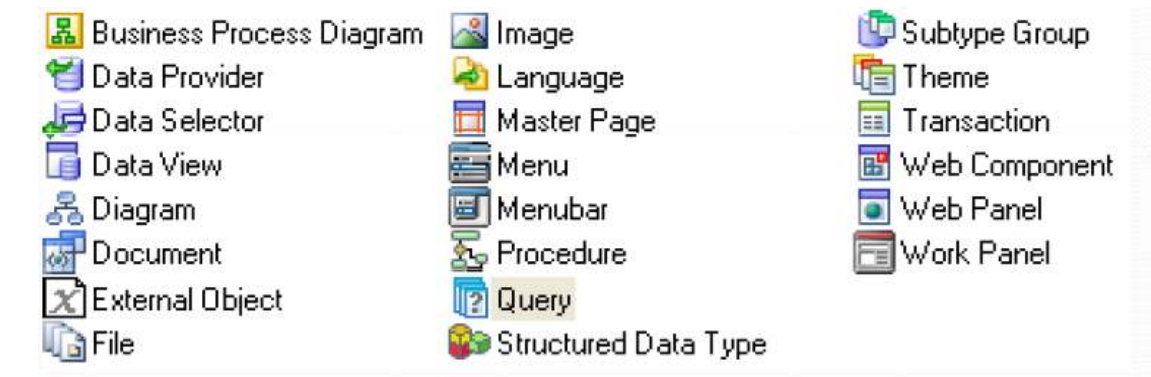 Business Process Diagram
Data Provider
Data Selector
Data View
Diagram
Document
External Object
File
Image
Language
Master Page
Menu
Menubar
Procedure
Query
Structured Data Type
Subtype Group
Theme
Transaction
Web Component
Web Panel
Work Panel